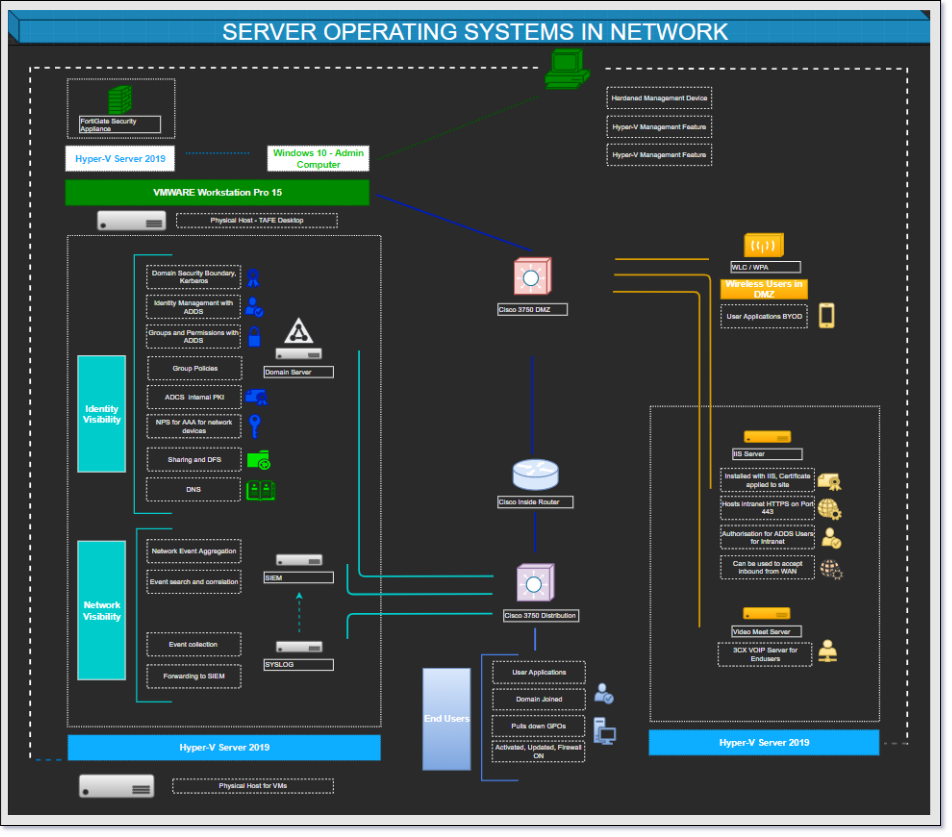 SERVER OPERATING SYSTEMS IN NETWORK
FortiGate Security
Appliance
Hyper-V Server 2019
Windows 10 - Admin
Computer
VMWARE Workstation Pro 15
Physical Host - TAFE Desktop
Hardened Management Device
Hyper-V Management Feature
Hyper-V Management Feature
Identity
Visibility
Domain Security Boundary,
Kerberos
Identity Management with
ADDS
Groups and Permissions with
ADDS
Group Policies
ADCS Internal PKI
NPS for AAA for network
devices
Sharing and DFS
DNS
Domain Server
Network
Visibility
Network Event Aggregation
Event search and correlation
Event collection
Forwarding to SIEM
SIEM
SYSLOG
Hyper-V Server 2019
Physical Host for VMs
Cisco 3750 DMZ
Cisco Inside Router
Cisco 3750 Distribution
End Users
User Applications
Domain Joined
Pulls down GPOs
Activated, Updated, Firewall
ON
WLC / WPA
Wireless Users in
DMZ
User Applications BYOD
IIS Server
Installed with IIS, Certificate
applied to site
Hosts intranet HTTPS on Port
443
Authorisation for ADDS Users
for Intranet
Can be used to accept
inbound from WAN
Video Meet Server
3CX VOIP Server for
Endusers
Hyper-V Server 2019